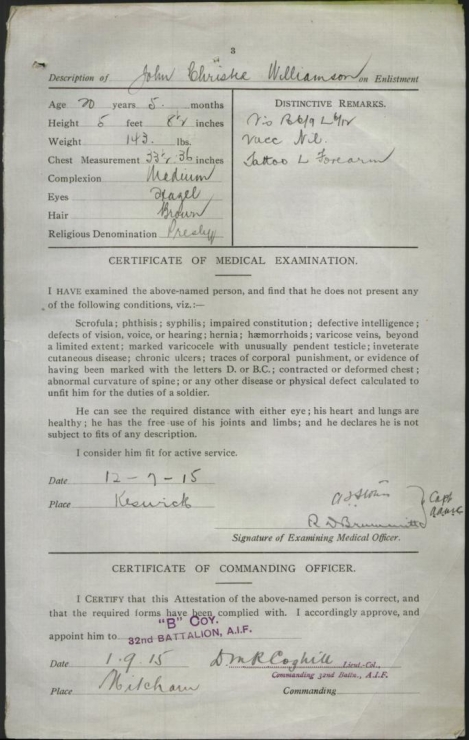 3
Description of John Christie Williamson on Enlistment
Age 20 years 5. months
Height 5 feet 8½ inches
Weight 143. lbs.
Chest Measurement 33½ 36 inches
Complexion Medium
Eyes Hazel
Hair Brown
Religious Denomination Presby
DISTINCTIVE REMARKS.
Vis R 6/9 L 6/12
Vacc Nil.
Tattoo L Forearm
CERTIFICATE OF MEDICAL EXAMINATION.
I HAVE examined the above-named person, and find that he does not present any
of the following conditions, viz.:—
Scrofula; phthisis; syphilis; impaired constitution; defective intelligence;
defects of vision, voice, or hearing; hernia; hæmorrhoids; varicose veins, beyond
a limited extent; marked varicocele with unusually pendent testicle; inveterate
cutaneous disease; chronic ulcers; traces of corporal punishment, or evidence of
having been marked with the letters D. or B.C.; contracted or deformed chest;
abnormal curvature of spine; or any other disease or physical defect calculated to
unfit him for the duties of a soldier.
He can see the required distance with either eye; his heart and lungs are
healthy; he has the free use of his joints and limbs; and he declares he is not
subject to fits of any description.
I consider him fit for active service.
Date 12-7-15
Place Keswick
Capt
R D Brummitt
Signature of Examining Medical Officer.
CERTIFICATE OF COMMANDING OFFICER.
I CERTIFY that this Attestation of the above-named person is correct, and
that the required forms have been complied with. I accordingly approve, and
appoint him to "B" COY.
32nd BATTALION, A.I.F.
Date 1.9.15 D M R Coghill Lieut-Col.,
Commanding 32nd Battn., A.I.F.
Place Mitcham Commanding